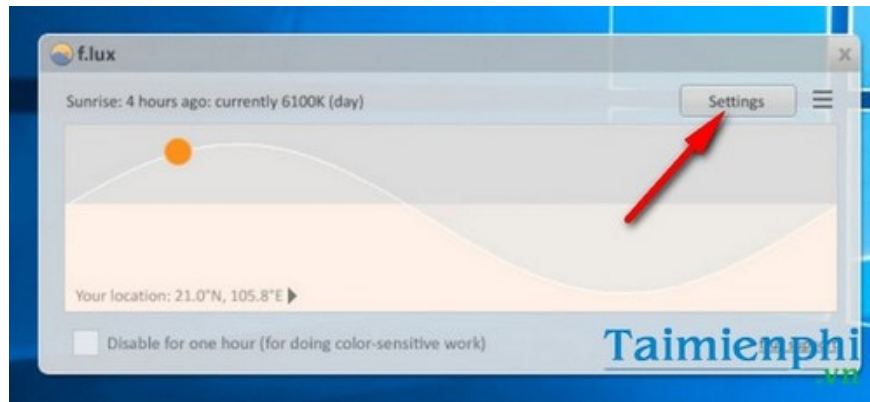 f.lux
Sunrise: 4 hours ago: currently 6100K (day)
Settings
Your location: 21.0°N, 105.8°E
Disable for one hour (for doing color-sensitive work)
Taimienphi
.vn